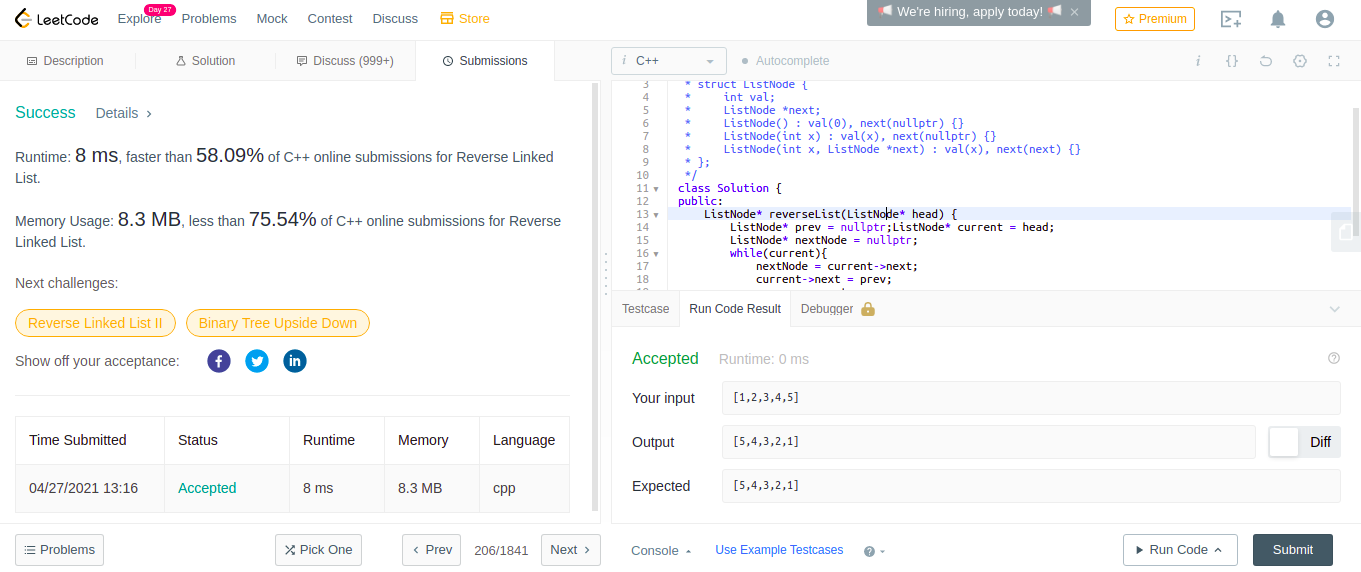 LeetCode Explore Day 27 Problems Mock Contest Discuss Store We're hiring, apply today! Premium
Description Solution Discuss (999+) Submissions
i C++ Autocomplete i {}
Success Details >
Runtime: 8 ms, faster than 58.09% of C++ online submissions for Reverse Linked
List.
Memory Usage: 8.3 MB, less than 75.54% of C++ online submissions for Reverse
Linked List.
Next challenges:
Reverse Linked List II Binary Tree Upside Down
Show off your acceptance:
Time Submitted Status Runtime Memory Language
04/27/2021 13:16 Accepted 8 ms 8.3 MB cpp
Problems Pick One Prev 206/1841 Next
3 * struct ListNode {
4 * int val;
5 * ListNode *next;
6 * ListNode() : val(0), next(nullptr) {}
7 * ListNode(int x) : val(x), next(nullptr) {}
8 * ListNode(int x, ListNode *next) : val(x), next(next) {}
9 * };
10 */
11 class Solution {
12 public:
13 ListNode* reverseList(ListNode* head) {
14 ListNode* prev = nullptr;ListNode* current = head;
15 ListNode* nextNode = nullptr;
16 while(current){
17 nextNode = current->next;
18 current->next = prev;
Testcase Run Code Result Debugger
Accepted Runtime: 0 ms
Your input [1,2,3,4,5]
Output [5,4,3,2,1] Diff
Expected [5,4,3,2,1]
Console Use Example Testcases Run Code Submit